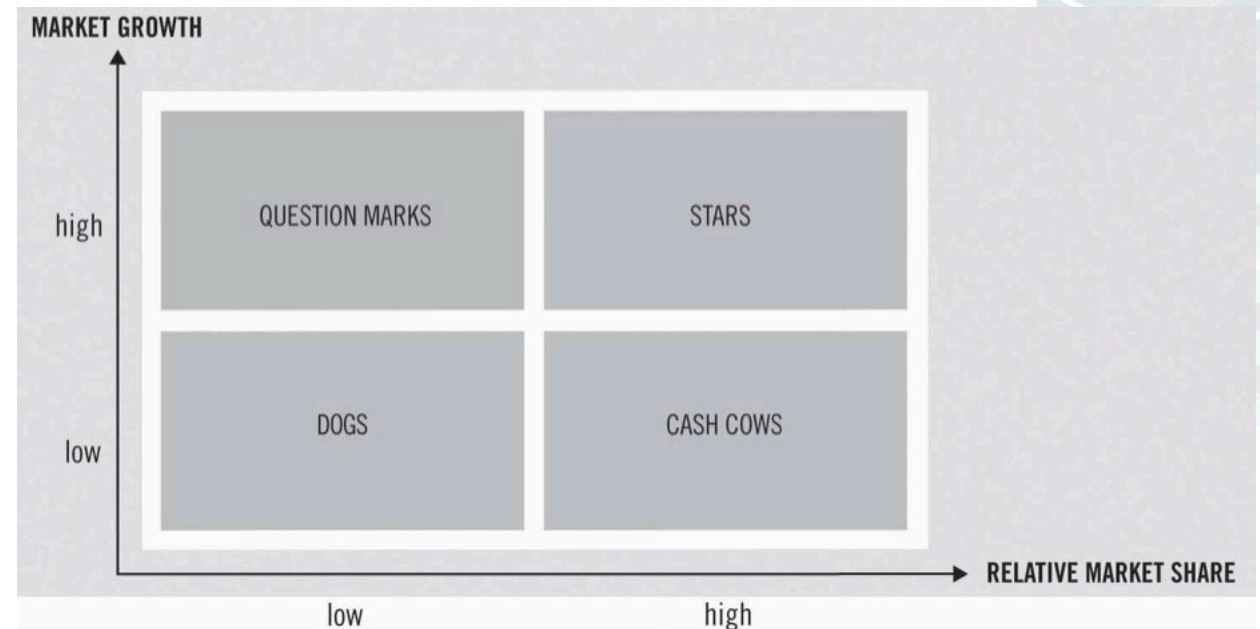 MARKET GROWTH
high
QUESTION MARKS
STARS
low
DOGS
CASH COWS
RELATIVE MARKET SHARE
low
high